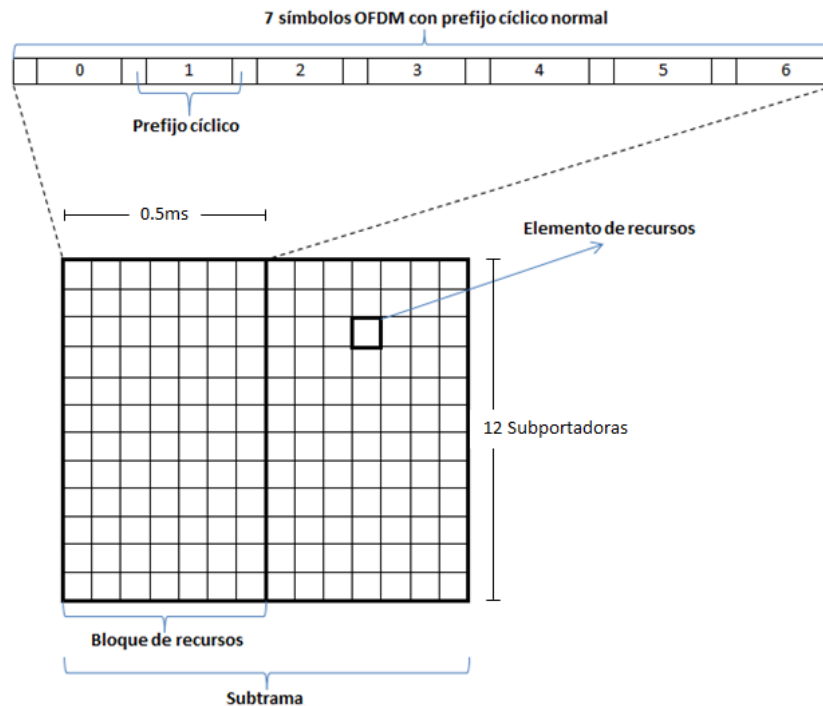 7 símbolos OFDM con prefijo cíclico normal
0 1 2 3 4 5 6
Prefijo cíclico
0.5ms
Elemento de recursos
12 Subportadoras
Bloque de recursos
Subtrama